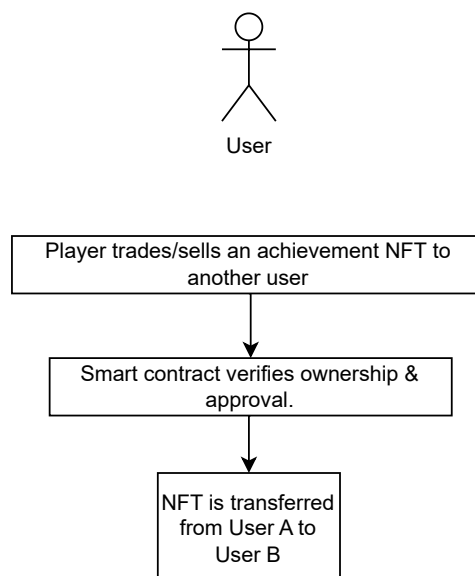 User
Player trades/sells an achievement NFT to
another user
Smart contract verifies ownership &
approval.
NFT is transferred
from User A to
User B